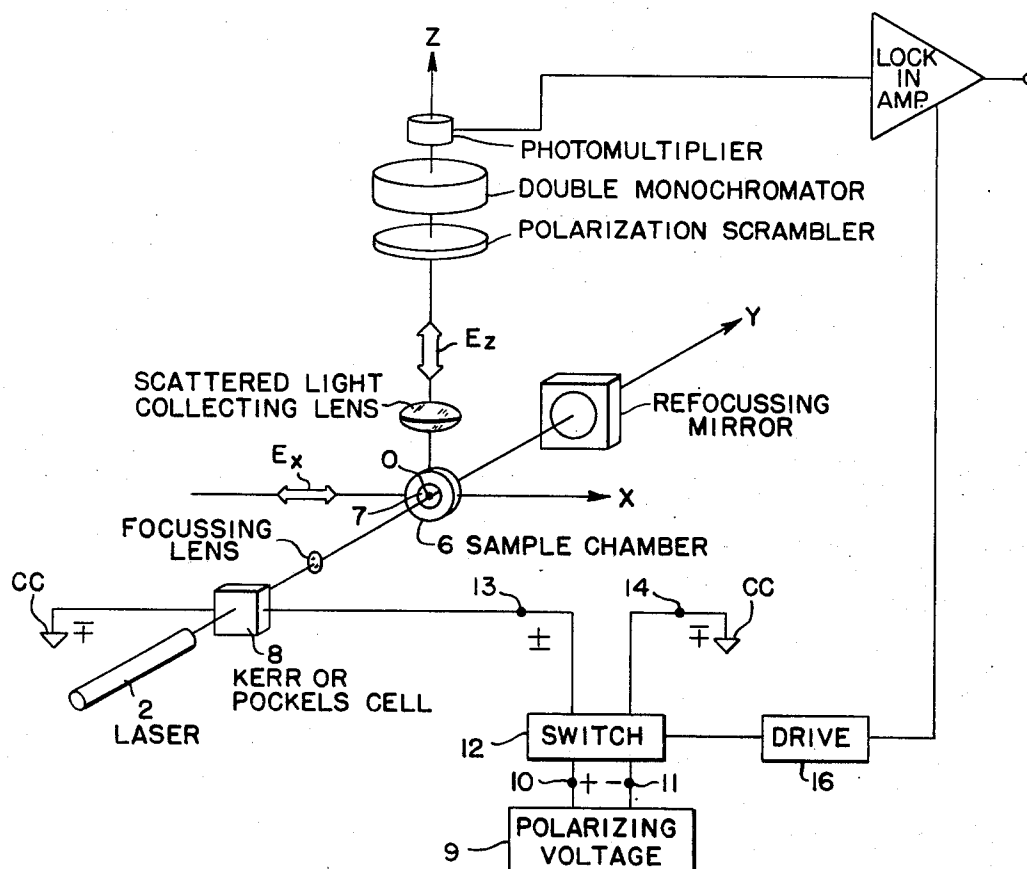 Z
LOCK
IN
AMP.
PHOTOMULTIPLIER
DOUBLE MONOCHROMATOR
POLARIZATION SCRAMBLER
Y
Ez
SCATTERED LIGHT
COLLECTING LENS
REFOCUSSING
MIRROR
Ex
O
7
X
6 SAMPLE CHAMBER
FOCUSSING
LENS
CC
∓
13
±
14
∓
CC
8
KERR OR
POCKELS CELL
2
LASER
12
SWITCH
DRIVE
16
10 + - 11
9
POLARIZING
VOLTAGE